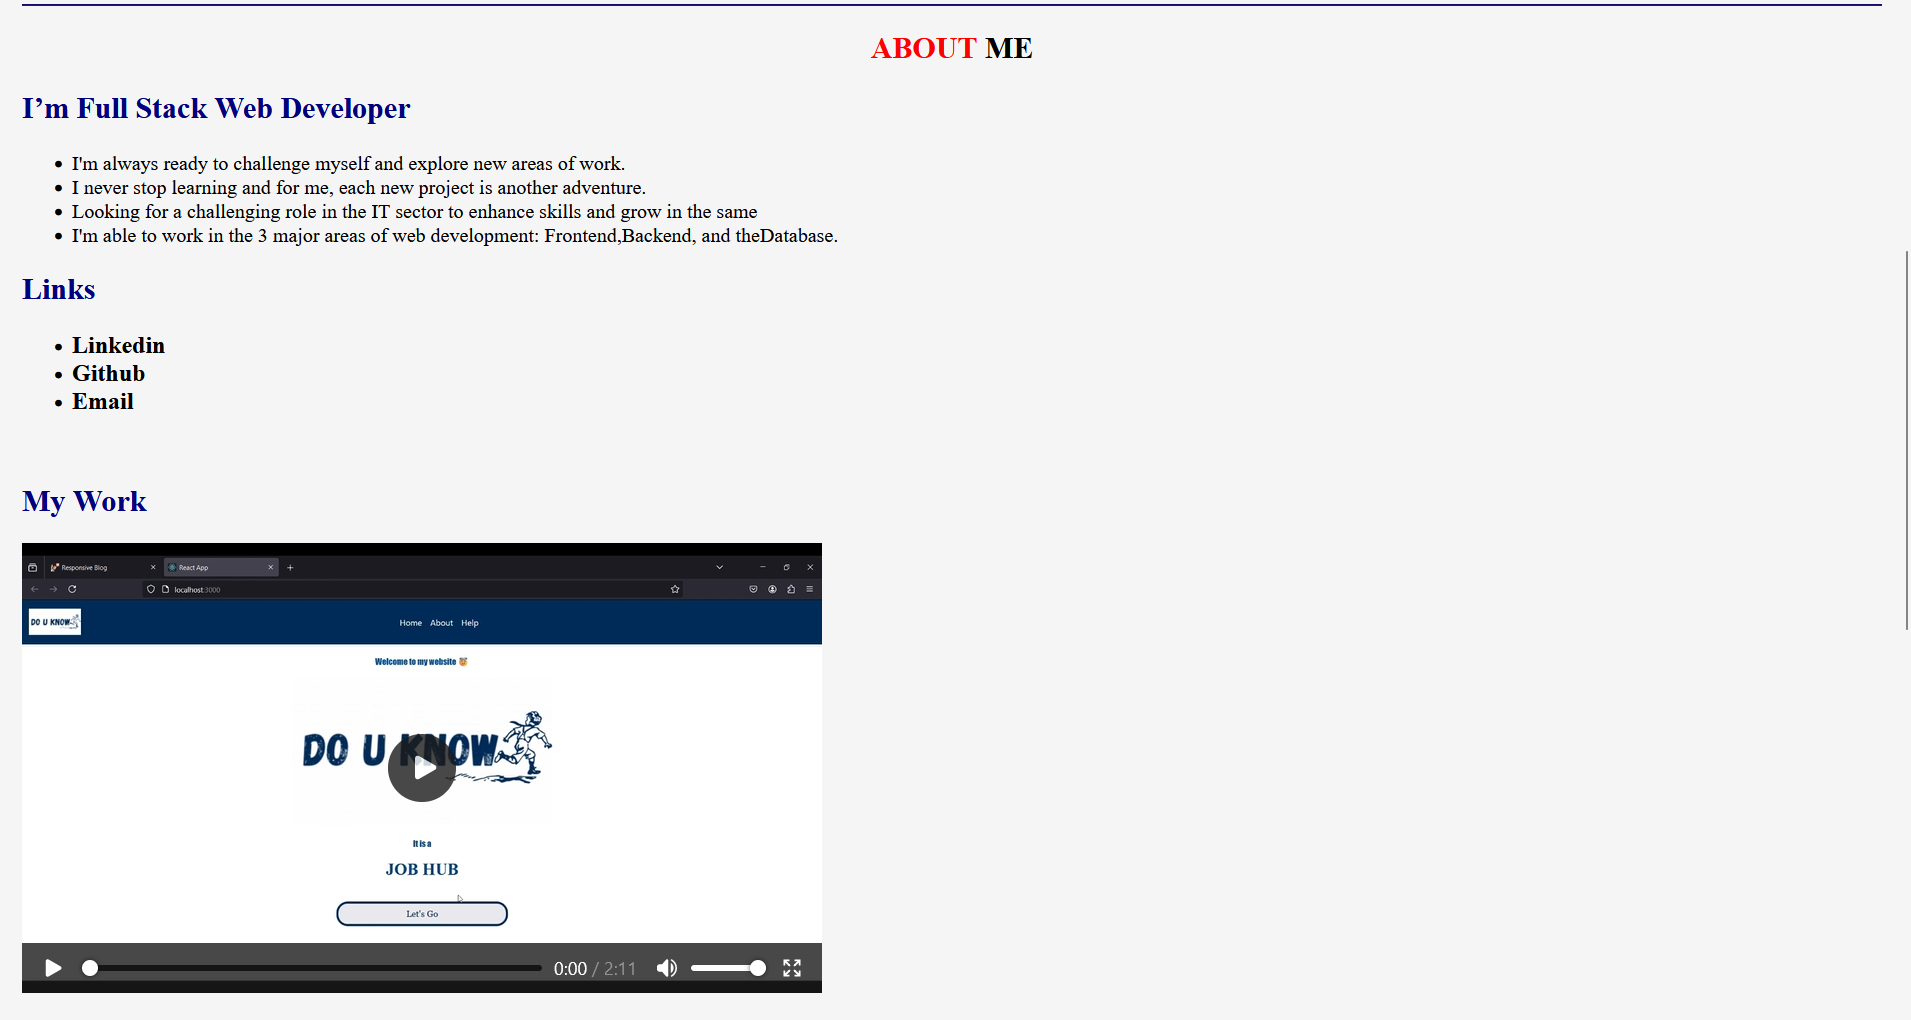 ABOUT ME
I’m Full Stack Web Developer
I'm always ready to challenge myself and explore new areas of work.
I never stop learning and for me, each new project is another adventure.
Looking for a challenging role in the IT sector to enhance skills and grow in the same
I'm able to work in the 3 major areas of web development: Frontend,Backend, and theDatabase.
Links
Linkedin
Github
Email
My Work
Responsive Blog
React App
localhost:3000
DO U KNOW
Home About Help
Welcome to my website
DO U KNOW
It is a
JOB HUB
Let's Go
0:00 / 2:11